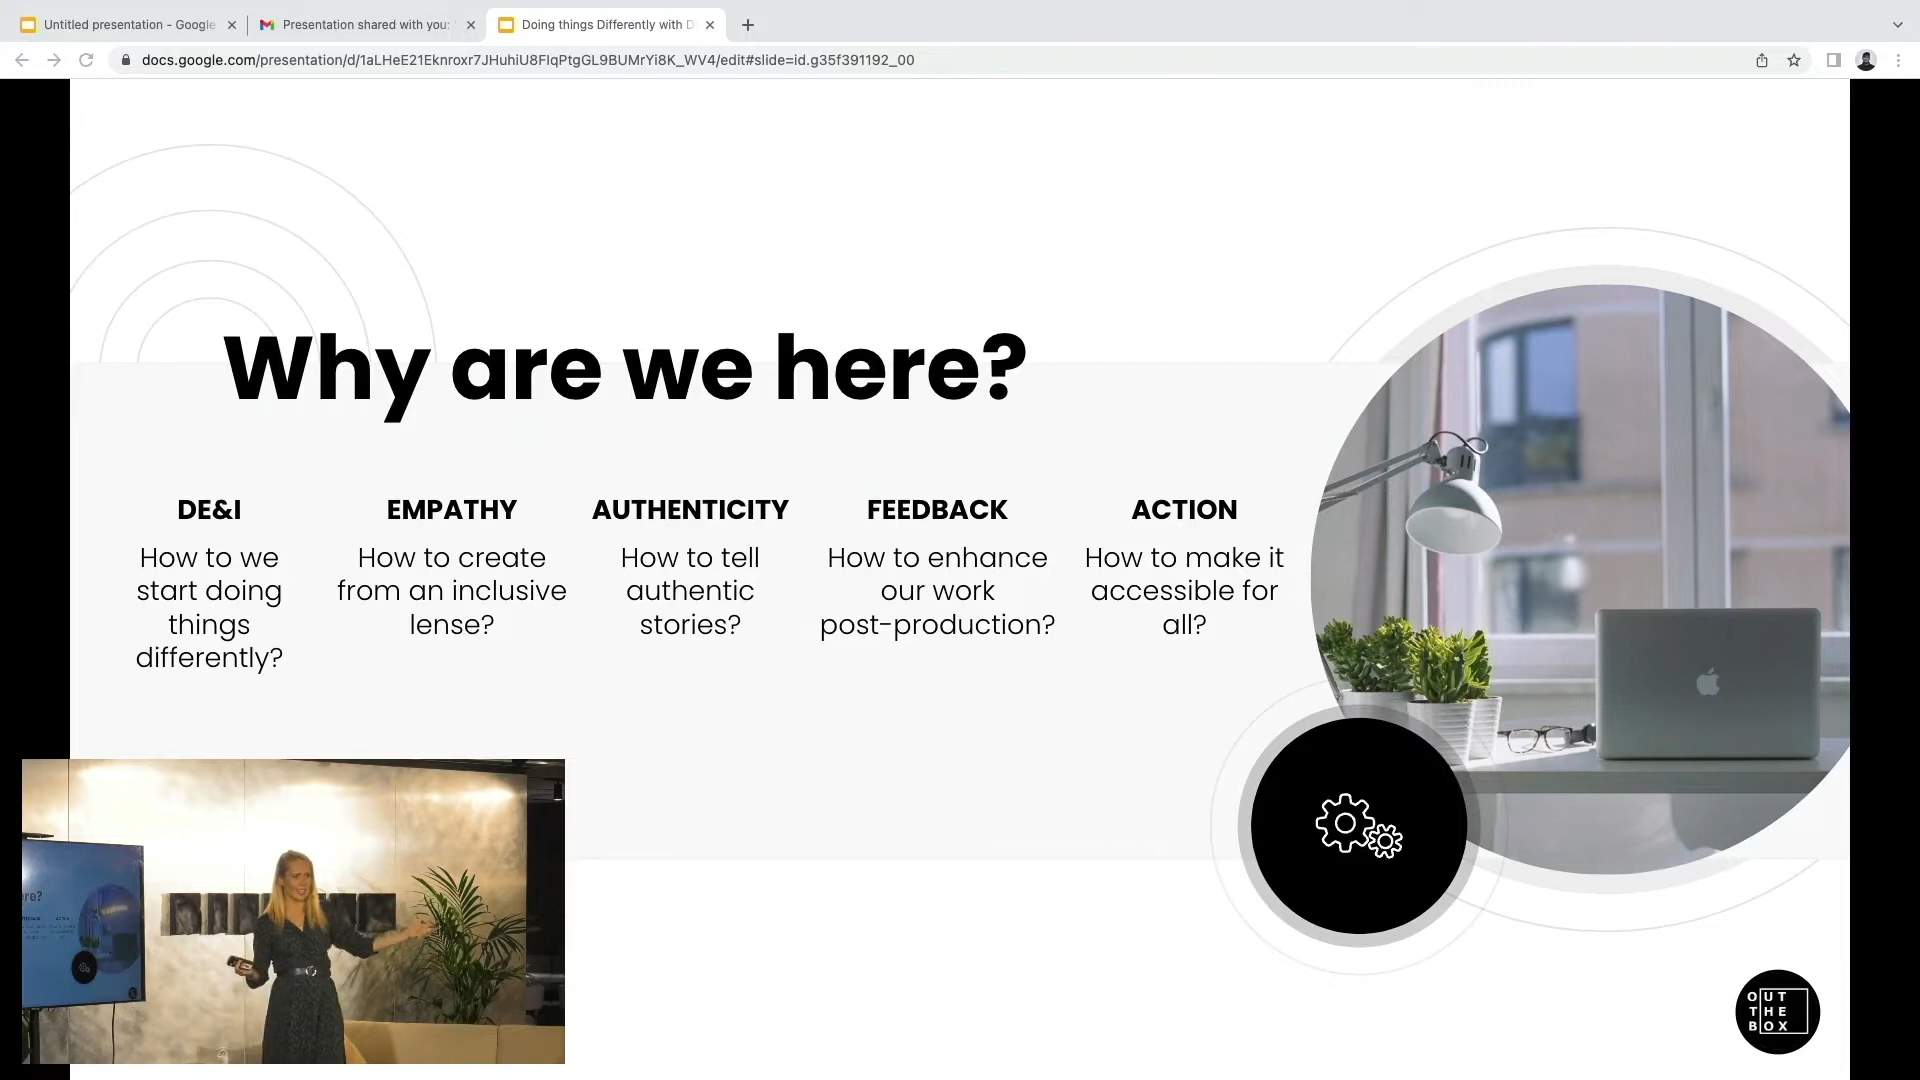 Untitled presentation - Google
Presentation shared with you:
Doing things Differently with D
docs.google.com/presentation/d/1aLHeE21Eknroxr7JHuhiU8FIqPtgGL9BUMrYi8K_WV4/edit#slide=id.g35f391192_00
Why are we here?
DE&I
How to we
start doing
things
differently?
EMPATHY
How to create
from an inclusive
lense?
AUTHENTICITY
How to tell
authentic
stories?
FEEDBACK
How to enhance
our work
post-production?
ACTION
How to make it
accessible for
all?
OUT
THE
BOX